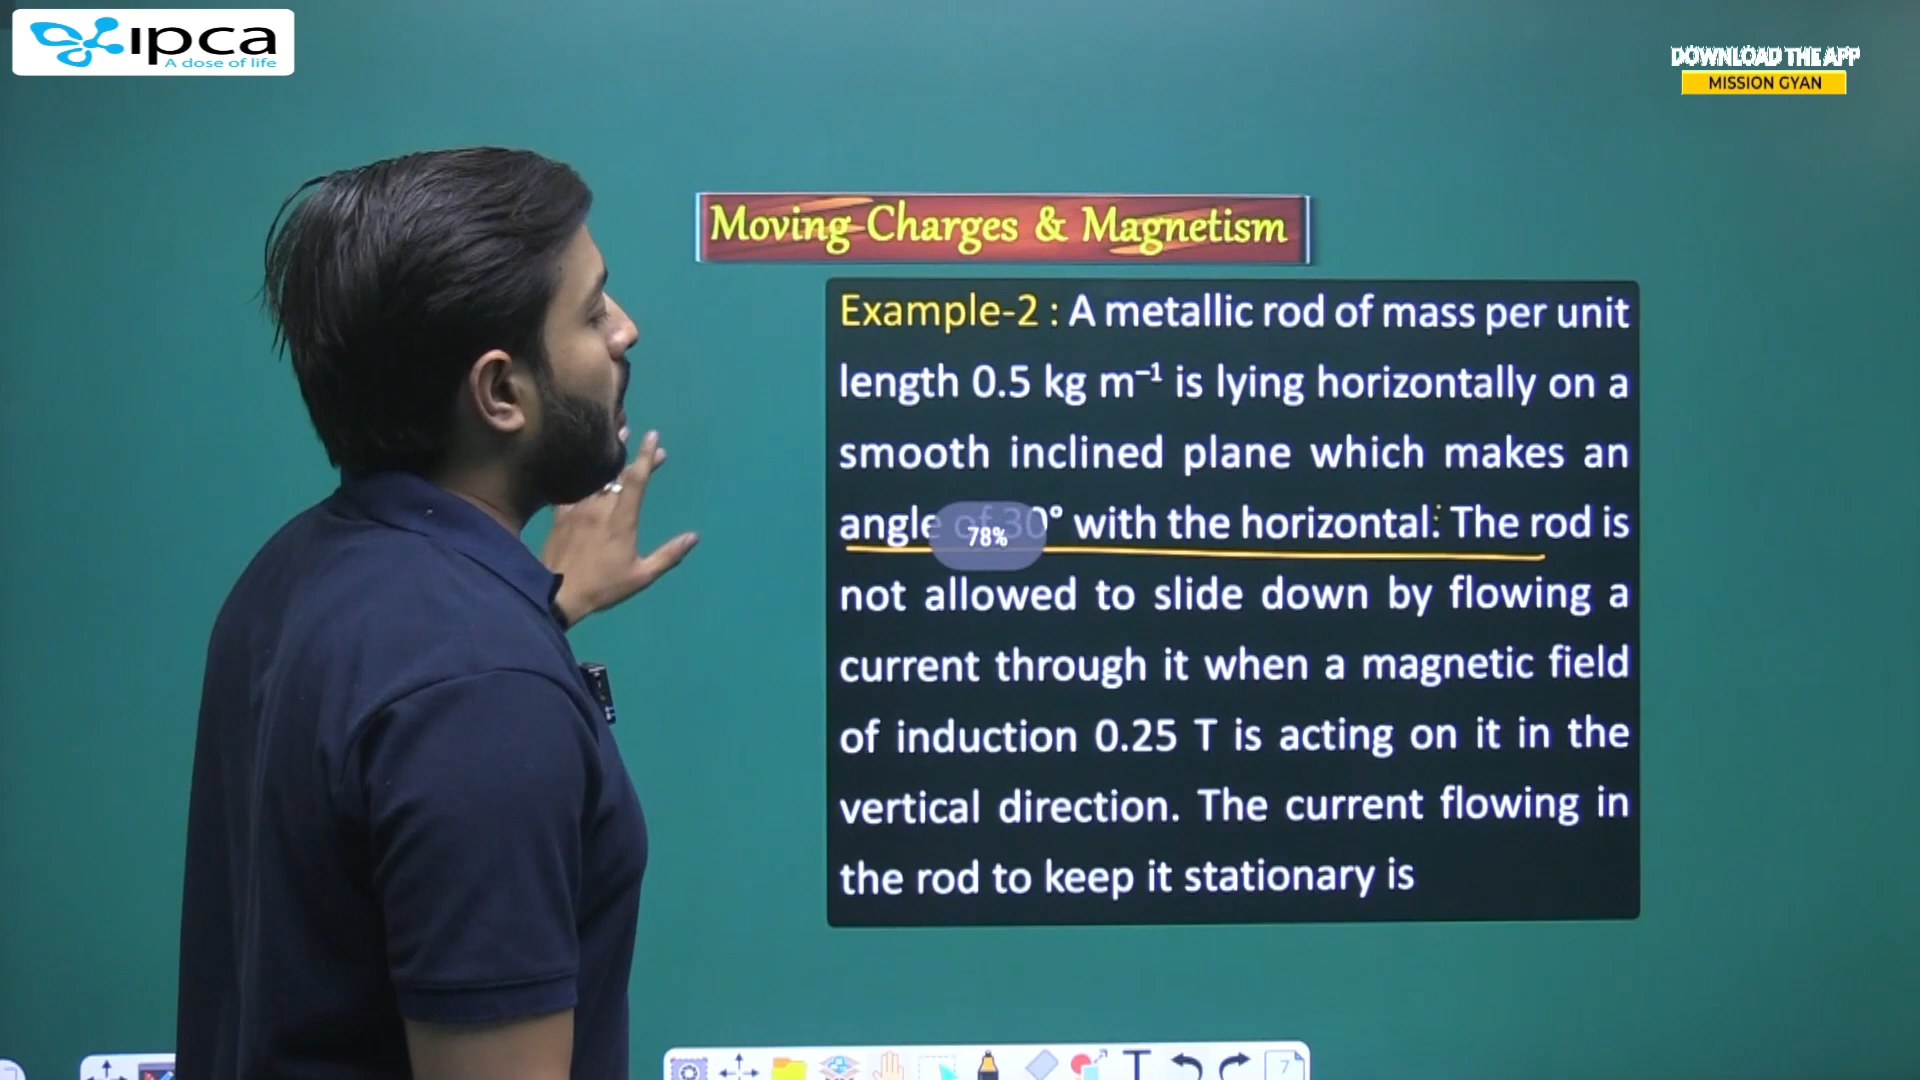 ipca
A dose of life
DOWNLOAD THE APP
MISSION GYAN
Moving Charges & Magnetism
Example-2 : A metallic rod of mass per unit
length 0.5 kg m⁻¹ is lying horizontally on a
smooth inclined plane which makes an
angle of 30° with the horizontal. The rod is
78%
not allowed to slide down by flowing a
current through it when a magnetic field
of induction 0.25 T is acting on it in the
vertical direction. The current flowing in
the rod to keep it stationary is
T
7